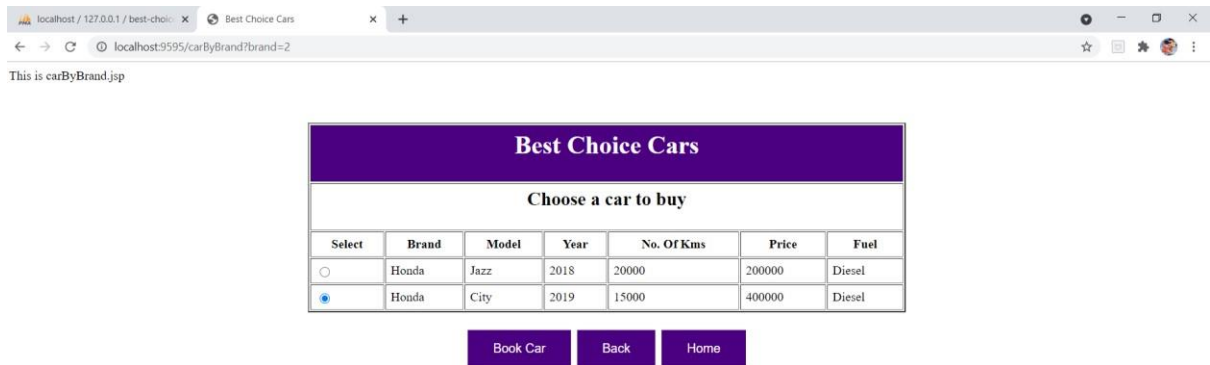 localhost / 127.0.0.1 / best-choic
Best Choice Cars
localhost:9595/carByBrand?brand=2
This is carByBrand.jsp
Best Choice Cars
Choose a car to buy
Select Brand Model Year No. Of Kms Price Fuel
Honda Jazz 2018 20000 200000 Diesel
Honda City 2019 15000 400000 Diesel
Book Car Back Home